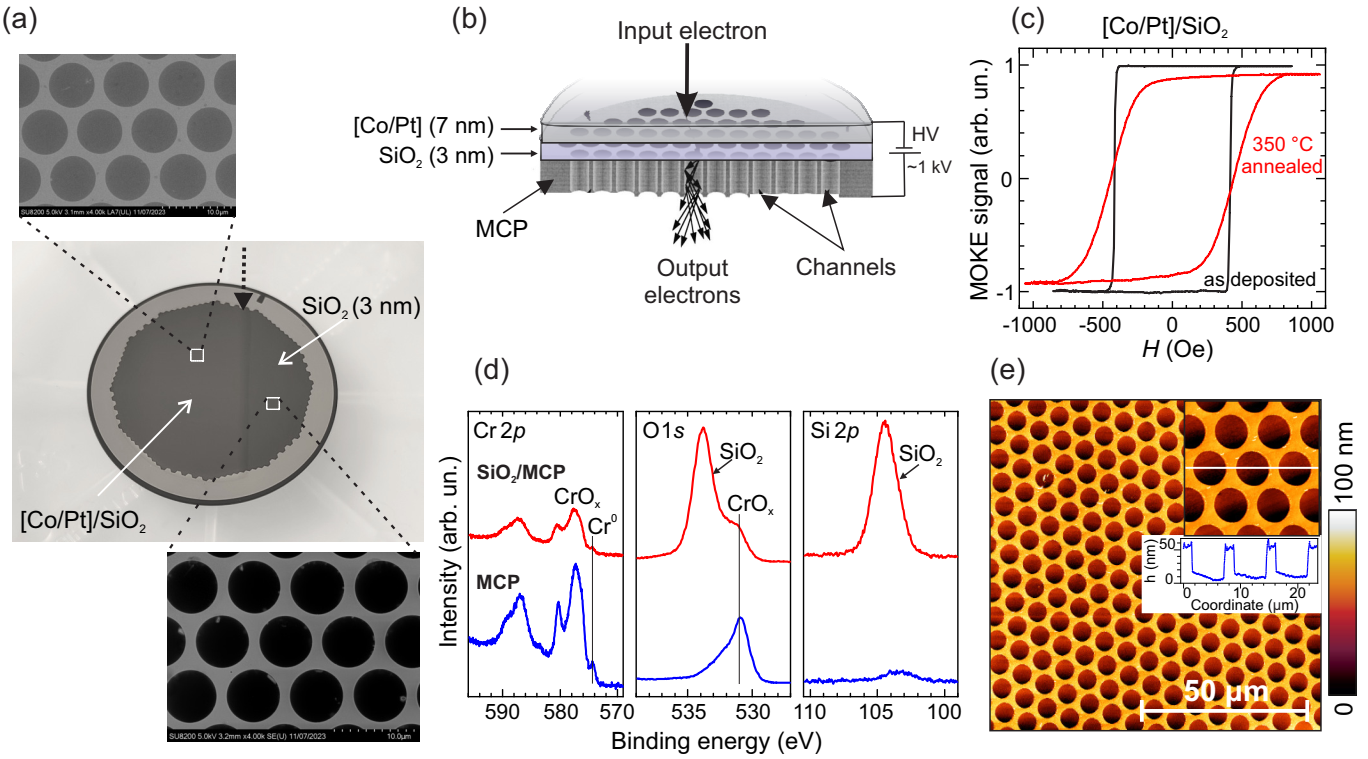 (a)
SU8200 5.0kV 3.1mm x4.00k LA7(UL) 11/07/2023
10.0µm
SiO2 (3 nm)
[Co/Pt]/SiO2
SU8200 5.0kV 3.2mm x4.00k SE(U) 11/07/2023
10.0µm
(b)
Input electron
[Co/Pt] (7 nm)
SiO2 (3 nm)
HV
~1 kV
MCP
Output
electrons
Channels
(c)
[Co/Pt]/SiO2
MOKE signal (arb. un.)
1
0
-1
350 °C
annealed
as deposited
-1000
-500
0
500
1000
H (Oe)
(d)
Intensity (arb. un.)
Cr 2p
SiO2/MCP
CrOx
Cr0
MCP
590
580
570
O 1s
SiO2
CrOx
535
530
Si 2p
SiO2
110
105
100
Binding energy (eV)
(e)
h (nm)
50
0
0
10
20
Coordinate (µm)
50 µm
100 nm
0